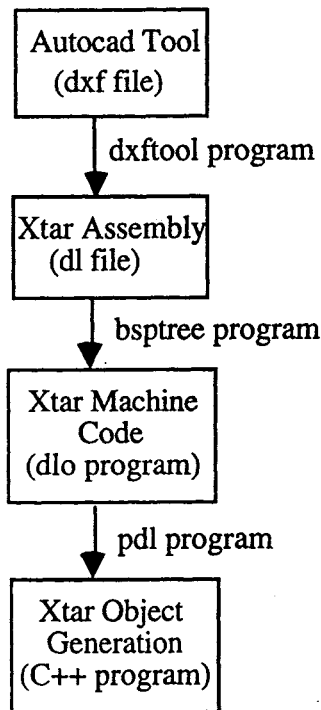 Autocad Tool
(dxf file)
dxftool program
Xtar Assembly
(dl file)
bsptree program
Xtar Machine
Code
(dlo program)
pdl program
Xtar Object
Generation
(C++ program)